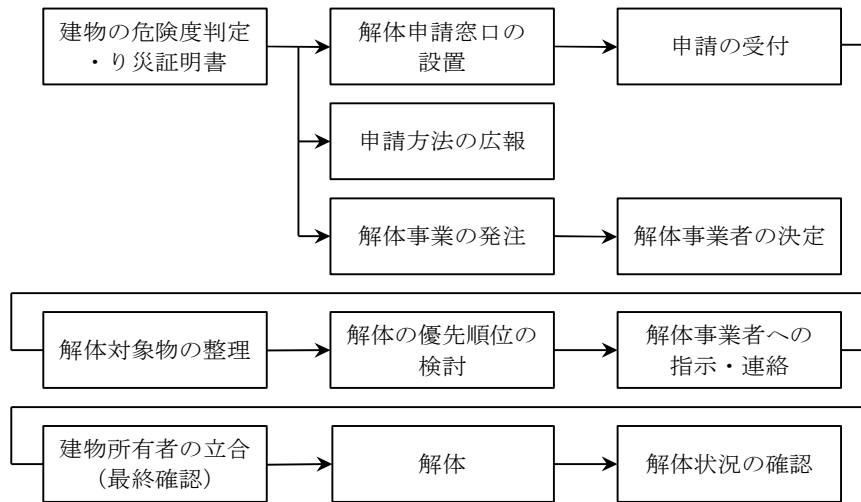 建物の危険度判定
・り災証明書
解体申請窓口の
設置
申請の受付
申請方法の広報
解体事業の発注
解体事業者の決定
解体対象物の整理
解体の優先順位の
検討
解体事業者への
指示・連絡
建物所有者の立合
（最終確認）
解体
解体状況の確認